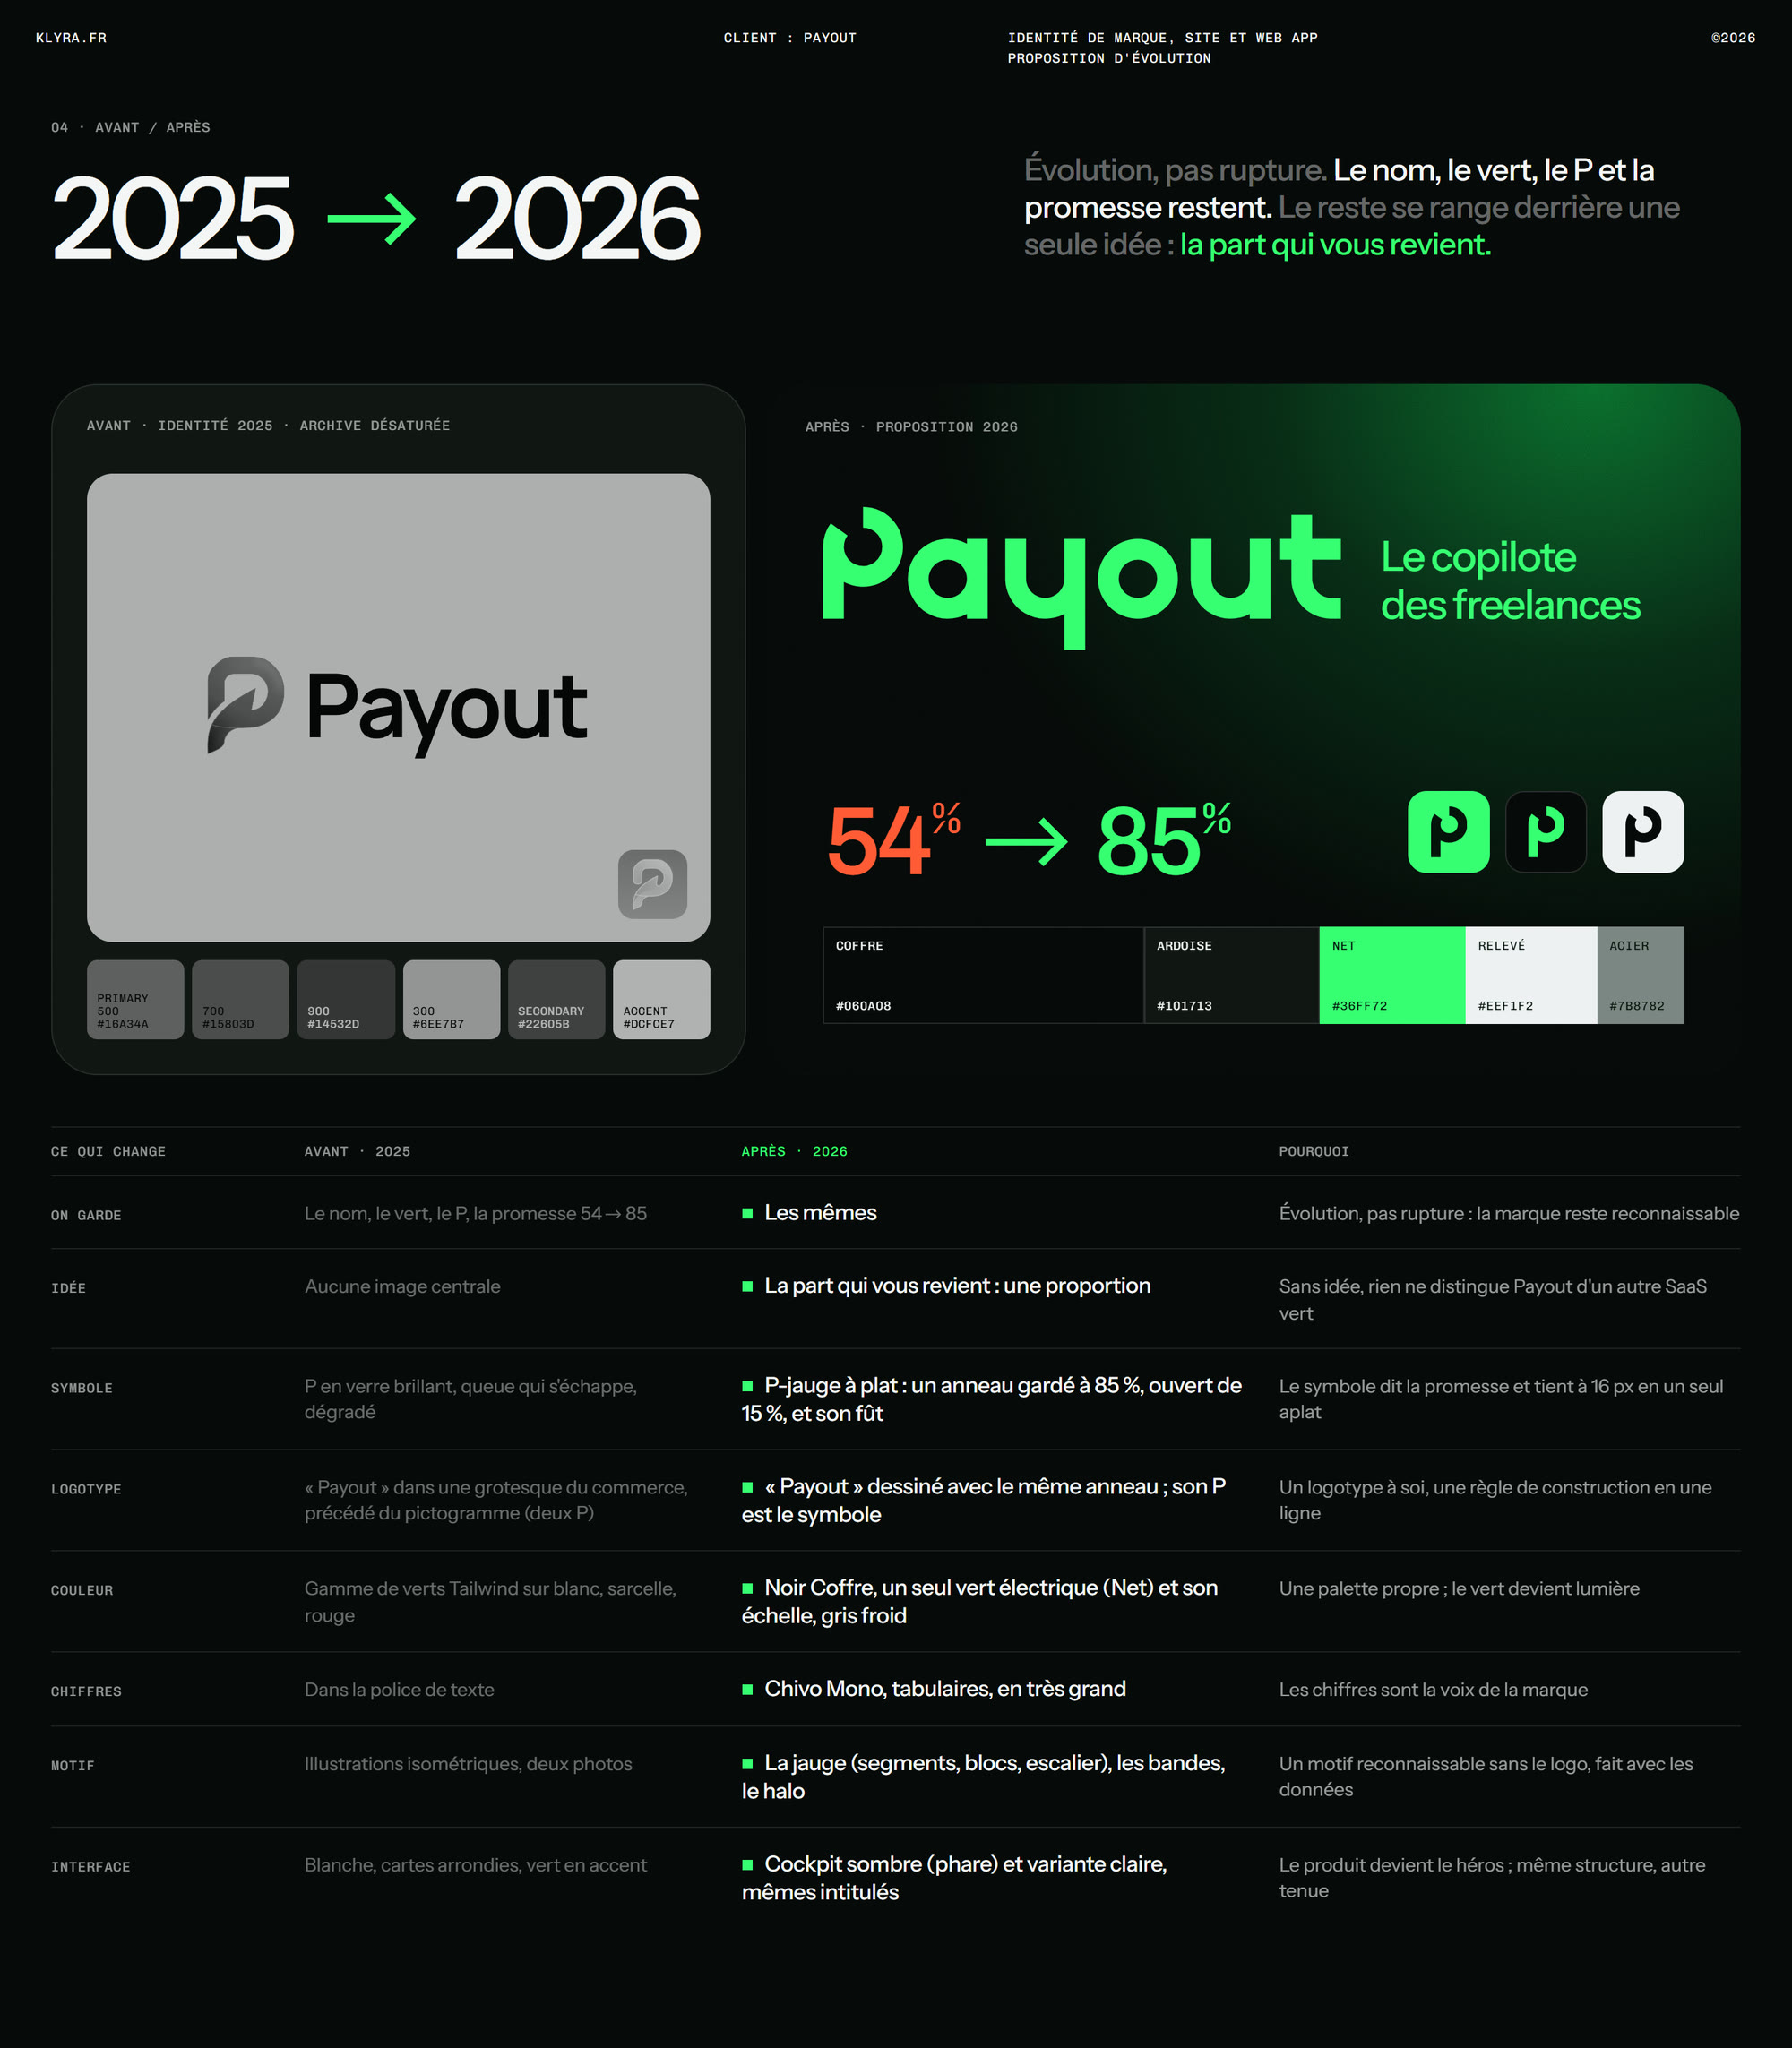 KLYRA.FR
CLIENT : PAYOUT
IDENTITÉ DE MARQUE, SITE ET WEB APP
PROPOSITION D'ÉVOLUTION
©2026
04 · AVANT / APRÈS
2025 → 2026
Évolution, pas rupture. Le nom, le vert, le P et la
promesse restent. Le reste se range derrière une
seule idée : la part qui vous revient.
AVANT · IDENTITÉ 2025 · ARCHIVE DÉSATURÉE
Payout
PRIMARY
500
#16A34A
700
#15803D
900
#14532D
300
#6EE7B7
SECONDARY
#22605B
ACCENT
#DCFCE7
APRÈS · PROPOSITION 2026
Payout
Le copilote
des freelances
54% → 85%
COFFRE
#060A08
ARDOISE
#101713
NET
#36FF72
RELEVÉ
#EEF1F2
ACIER
#7B8782
CE QUI CHANGE
AVANT · 2025
APRÈS · 2026
POURQUOI
ON GARDE
Le nom, le vert, le P, la promesse 54 → 85
Les mêmes
Évolution, pas rupture : la marque reste reconnaissable
IDÉE
Aucune image centrale
La part qui vous revient : une proportion
Sans idée, rien ne distingue Payout d'un autre SaaS
vert
SYMBOLE
P en verre brillant, queue qui s'échappe,
dégradé
P-jauge à plat : un anneau gardé à 85 %, ouvert de
15 %, et son fût
Le symbole dit la promesse et tient à 16 px en un seul
aplat
LOGOTYPE
« Payout » dans une grotesque du commerce,
précédé du pictogramme (deux P)
« Payout » dessiné avec le même anneau ; son P
est le symbole
Un logotype à soi, une règle de construction en une
ligne
COULEUR
Gamme de verts Tailwind sur blanc, sarcelle,
rouge
Noir Coffre, un seul vert électrique (Net) et son
échelle, gris froid
Une palette propre ; le vert devient lumière
CHIFFRES
Dans la police de texte
Chivo Mono, tabulaires, en très grand
Les chiffres sont la voix de la marque
MOTIF
Illustrations isométriques, deux photos
La jauge (segments, blocs, escalier), les bandes,
le halo
Un motif reconnaissable sans le logo, fait avec les
données
INTERFACE
Blanche, cartes arrondies, vert en accent
Cockpit sombre (phare) et variante claire,
mêmes intitulés
Le produit devient le héros ; même structure, autre
tenue